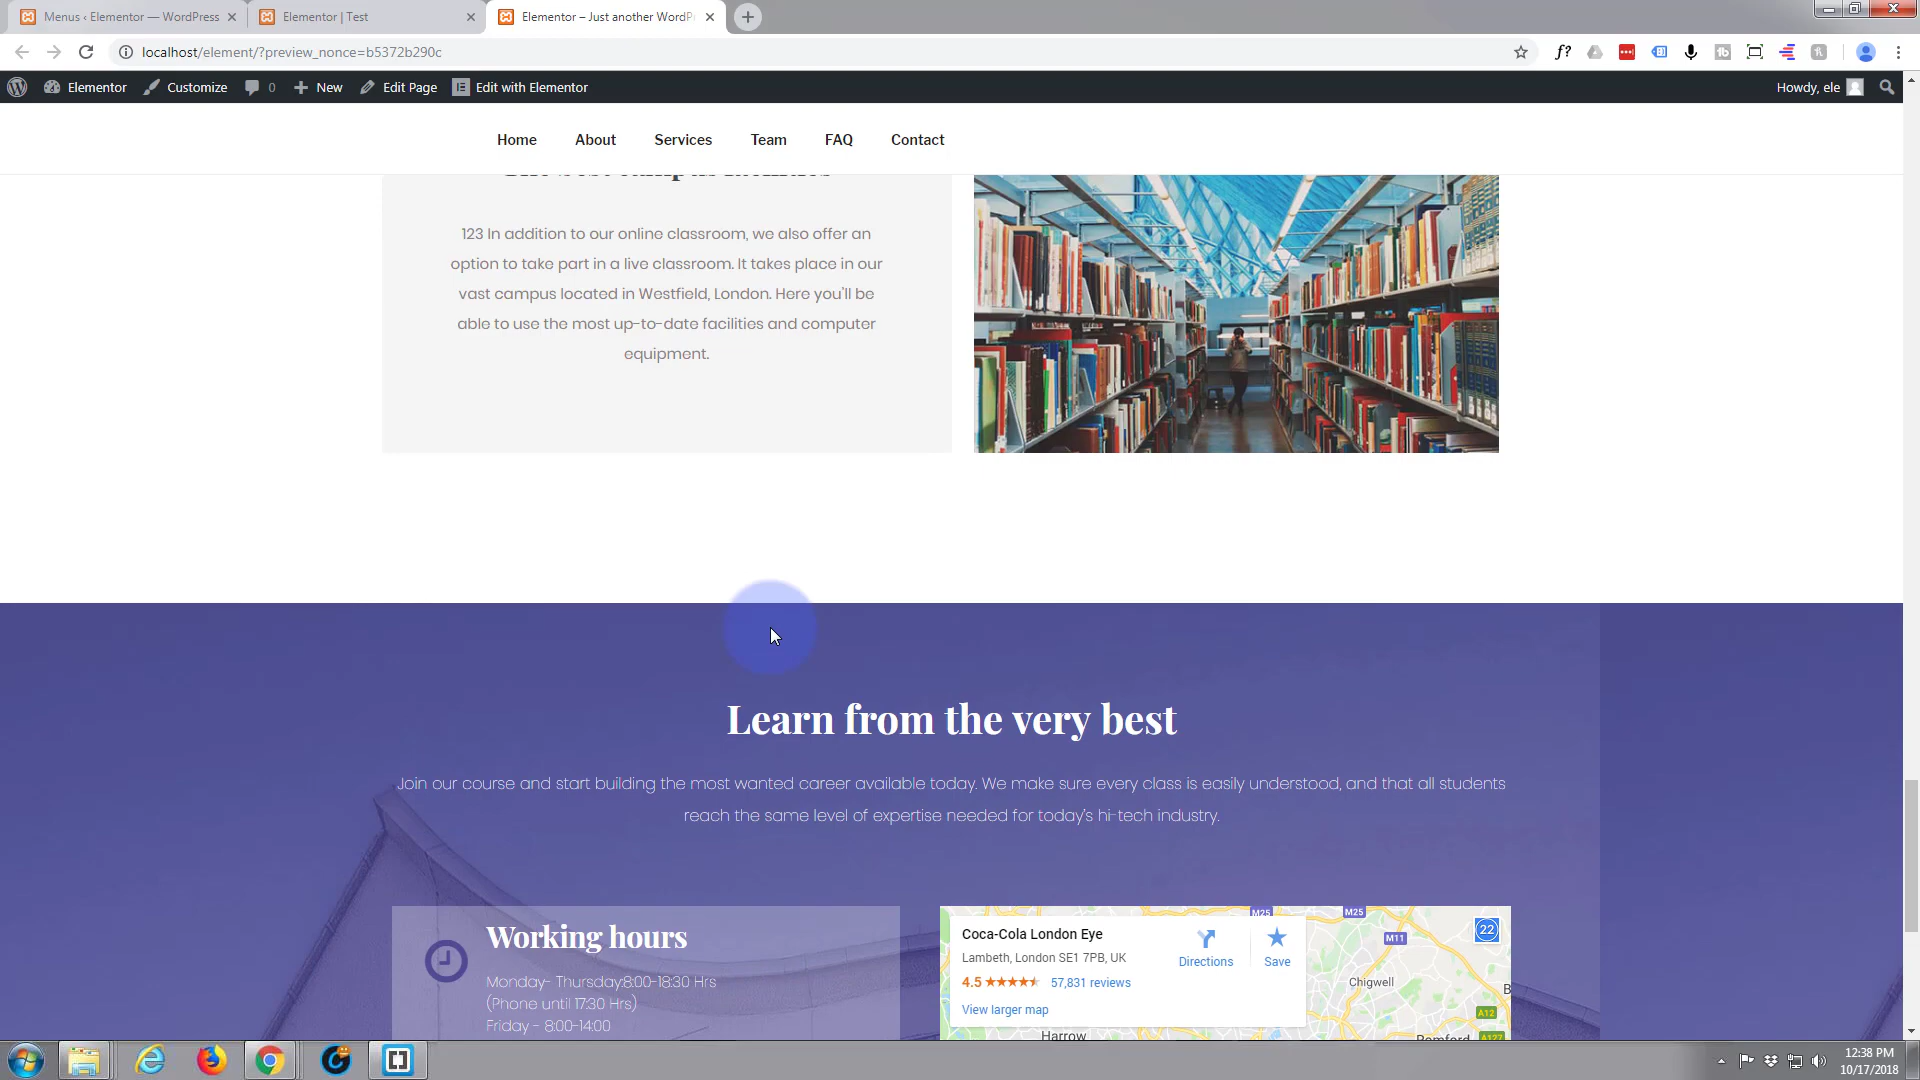 Menus ‹ Elementor — WordPress
Elementor | Test
Elementor – Just another WordP
localhost/element/?preview_nonce=b5372b290c
Elementor
Customize
0
New
Edit Page
Edit with Elementor
Howdy, ele
Home
About
Services
Team
FAQ
Contact
123 In addition to our online classroom, we also offer an
option to take part in a live classroom. It takes place in our
vast campus located in Westfield, London. Here you'll be
able to use the most up-to-date facilities and computer
equipment.
Learn from the very best
Join our course and start building the most wanted career available today. We make sure every class is easily understood, and that all students
reach the same level of expertise needed for today's hi-tech industry.
Working hours
Monday- Thursday:8:00-18:30 Hrs
(Phone until 17:30 Hrs)
Friday - 8:00-14:00
M25
M25
M11
22
Coca-Cola London Eye
Lambeth, London SE1 7PB, UK
4.5
57,831 reviews
View larger map
Directions
Save
Chigwell
B
A12
Harrow
Romford
A127
12:38 PM
10/17/2018